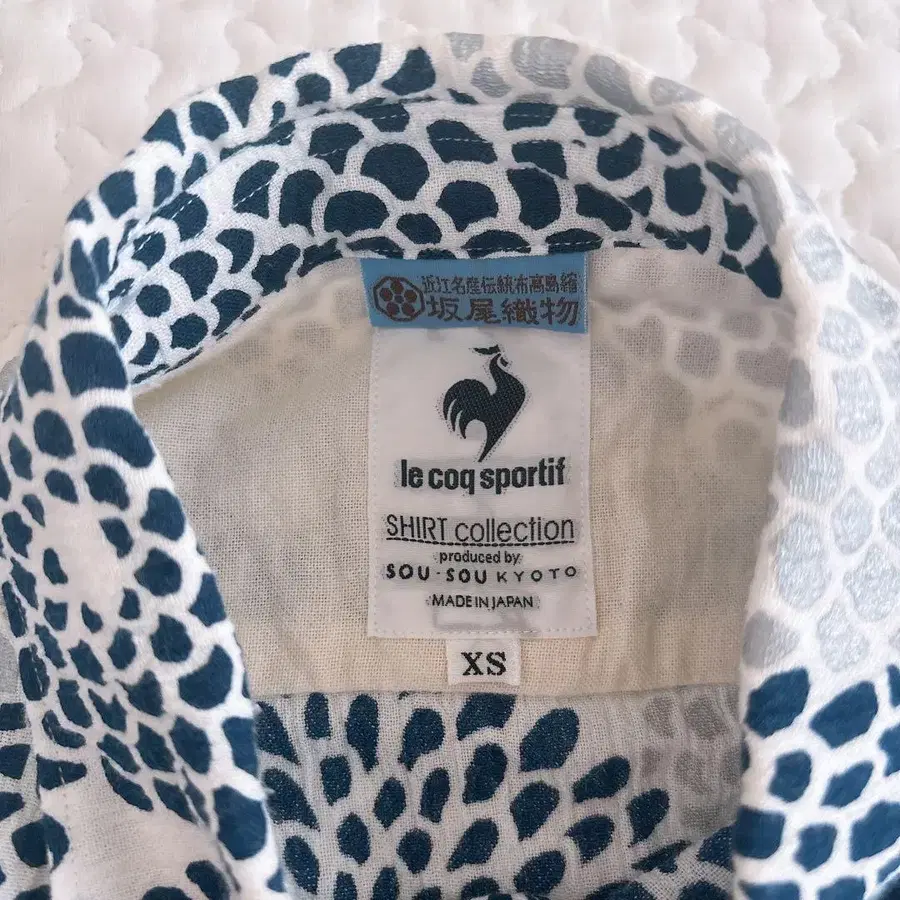 近江名産伝統布高島縮
坂尾織物
le coq sportif
SHIRT collection
produced by
SOU・SOU KYOTO
MADE IN JAPAN
XS